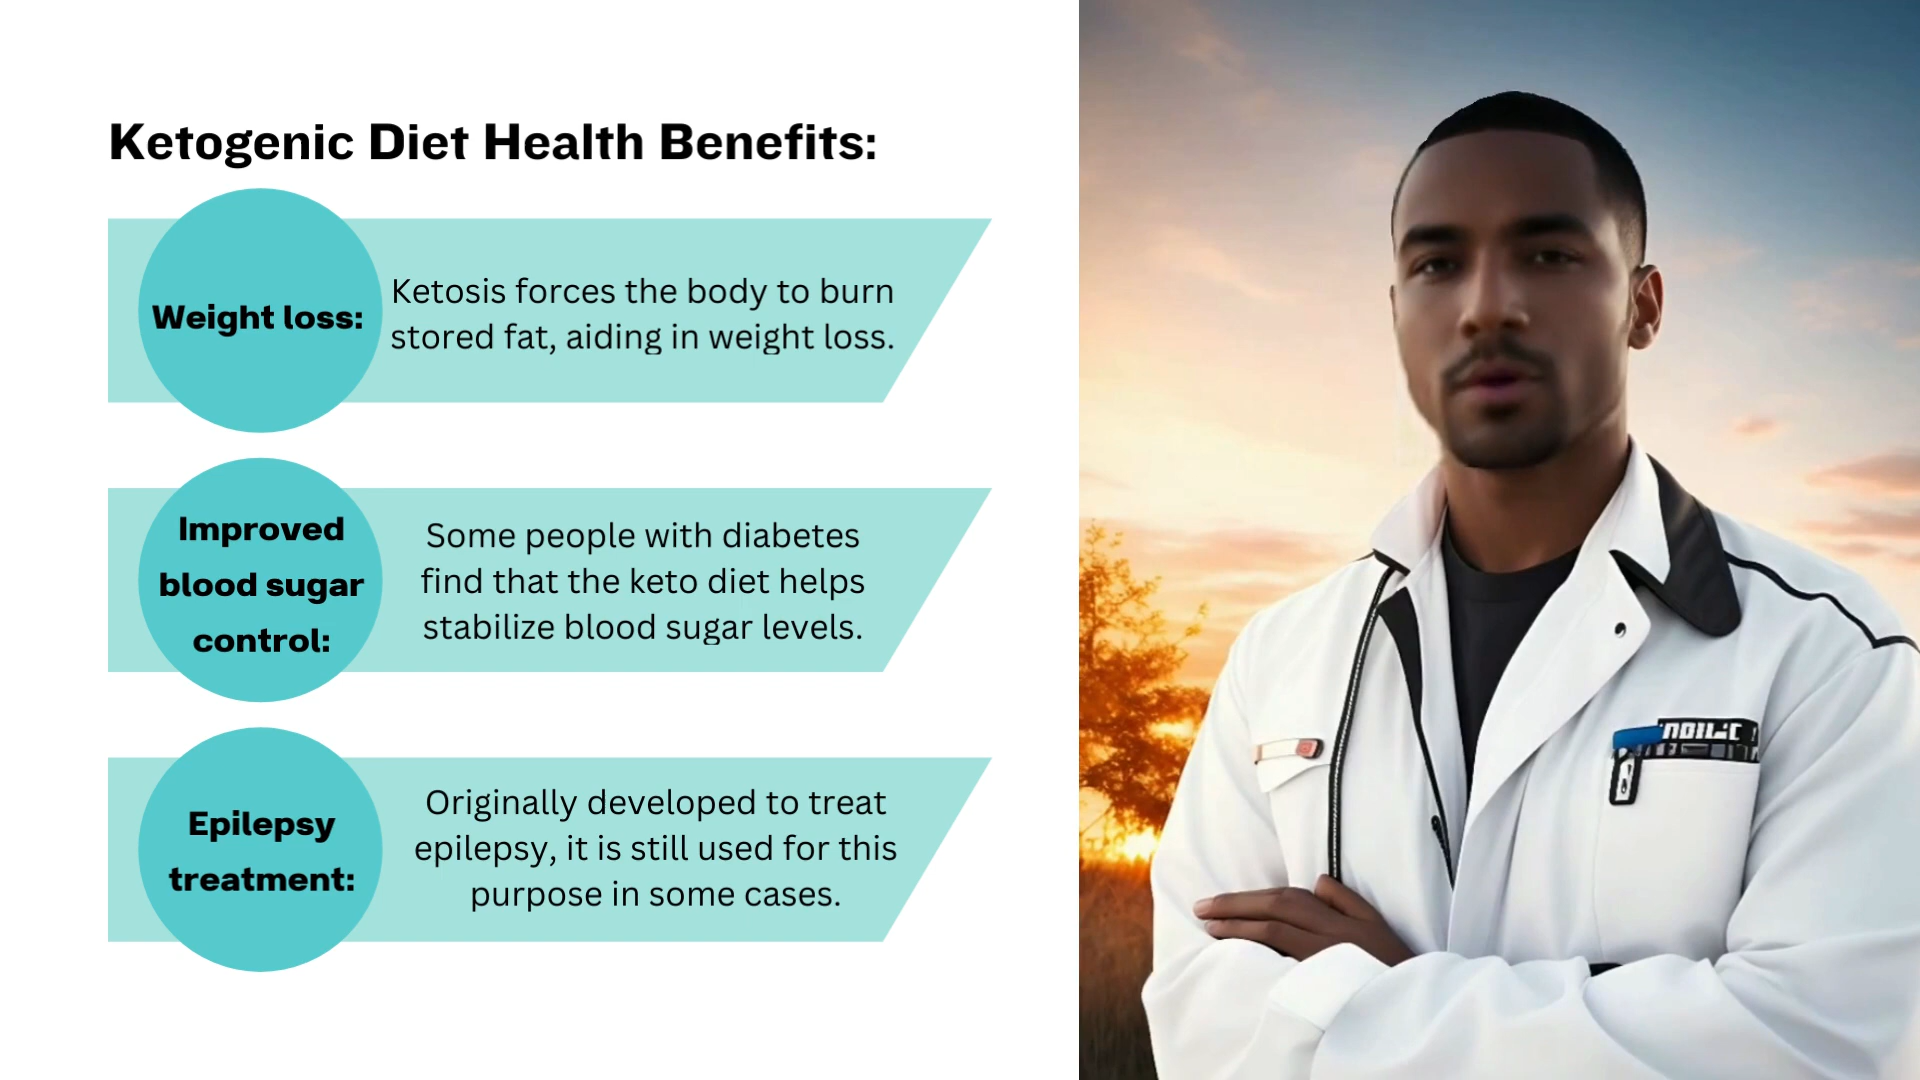 Ketogenic Diet Health Benefits:
Weight loss:
Ketosis forces the body to burn
stored fat, aiding in weight loss.
Improved
blood sugar
control:
Some people with diabetes
find that the keto diet helps
stabilize blood sugar levels.
Epilepsy
treatment:
Originally developed to treat
epilepsy, it is still used for this
purpose in some cases.